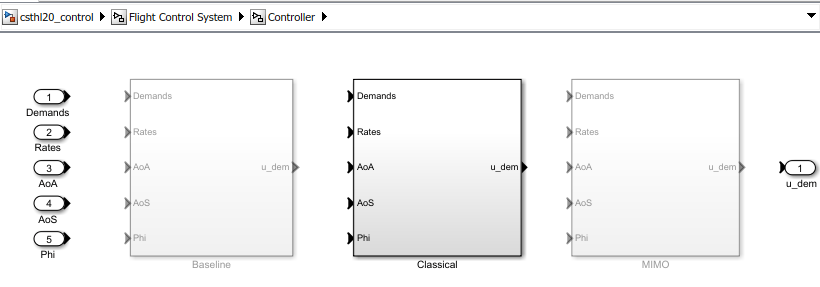 csthl20_control Flight Control System Controller
1
Demands
2
Rates
3
AoA
4
AoS
5
Phi
Demands
Rates
AoA
u_dem
AoS
Phi
Baseline
Demands
Rates
AoA
u_dem
AoS
Phi
Classical
Demands
Rates
AoA
u_dem
AoS
Phi
MIMO
1
u_dem